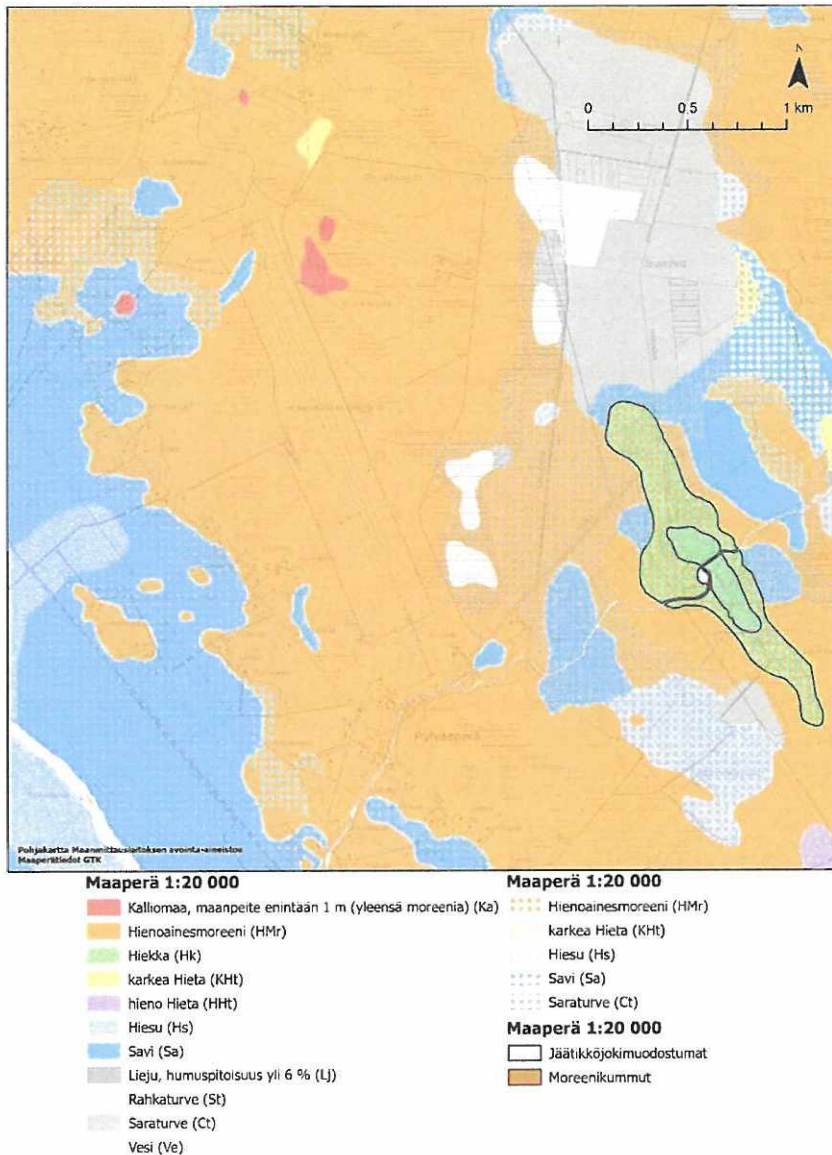 N
0 0,5 1 km
Pyhänperä
Pohjakartta Maanmittauslaitoksen avointa-aineistoa
Maaperätiedot GTK
Maaperä 1:20 000
Kalliomaa, maanpeite enintään 1 m (yleensä moreenia) (Ka)
Hienoainesmoreeni (HMr)
Hiekka (Hk)
karkea Hieta (KHt)
hieno Hieta (HHt)
Hiesu (Hs)
Savi (Sa)
Lieju, humuspitoisuus yli 6 % (Lj)
Rahkaturve (St)
Saraturve (Ct)
Vesi (Ve)
Maaperä 1:20 000
Hienoainesmoreeni (HMr)
karkea Hieta (KHt)
Hiesu (Hs)
Savi (Sa)
Saraturve (Ct)
Maaperä 1:20 000
Jäätikköjokimuodostumat
Moreenikummut